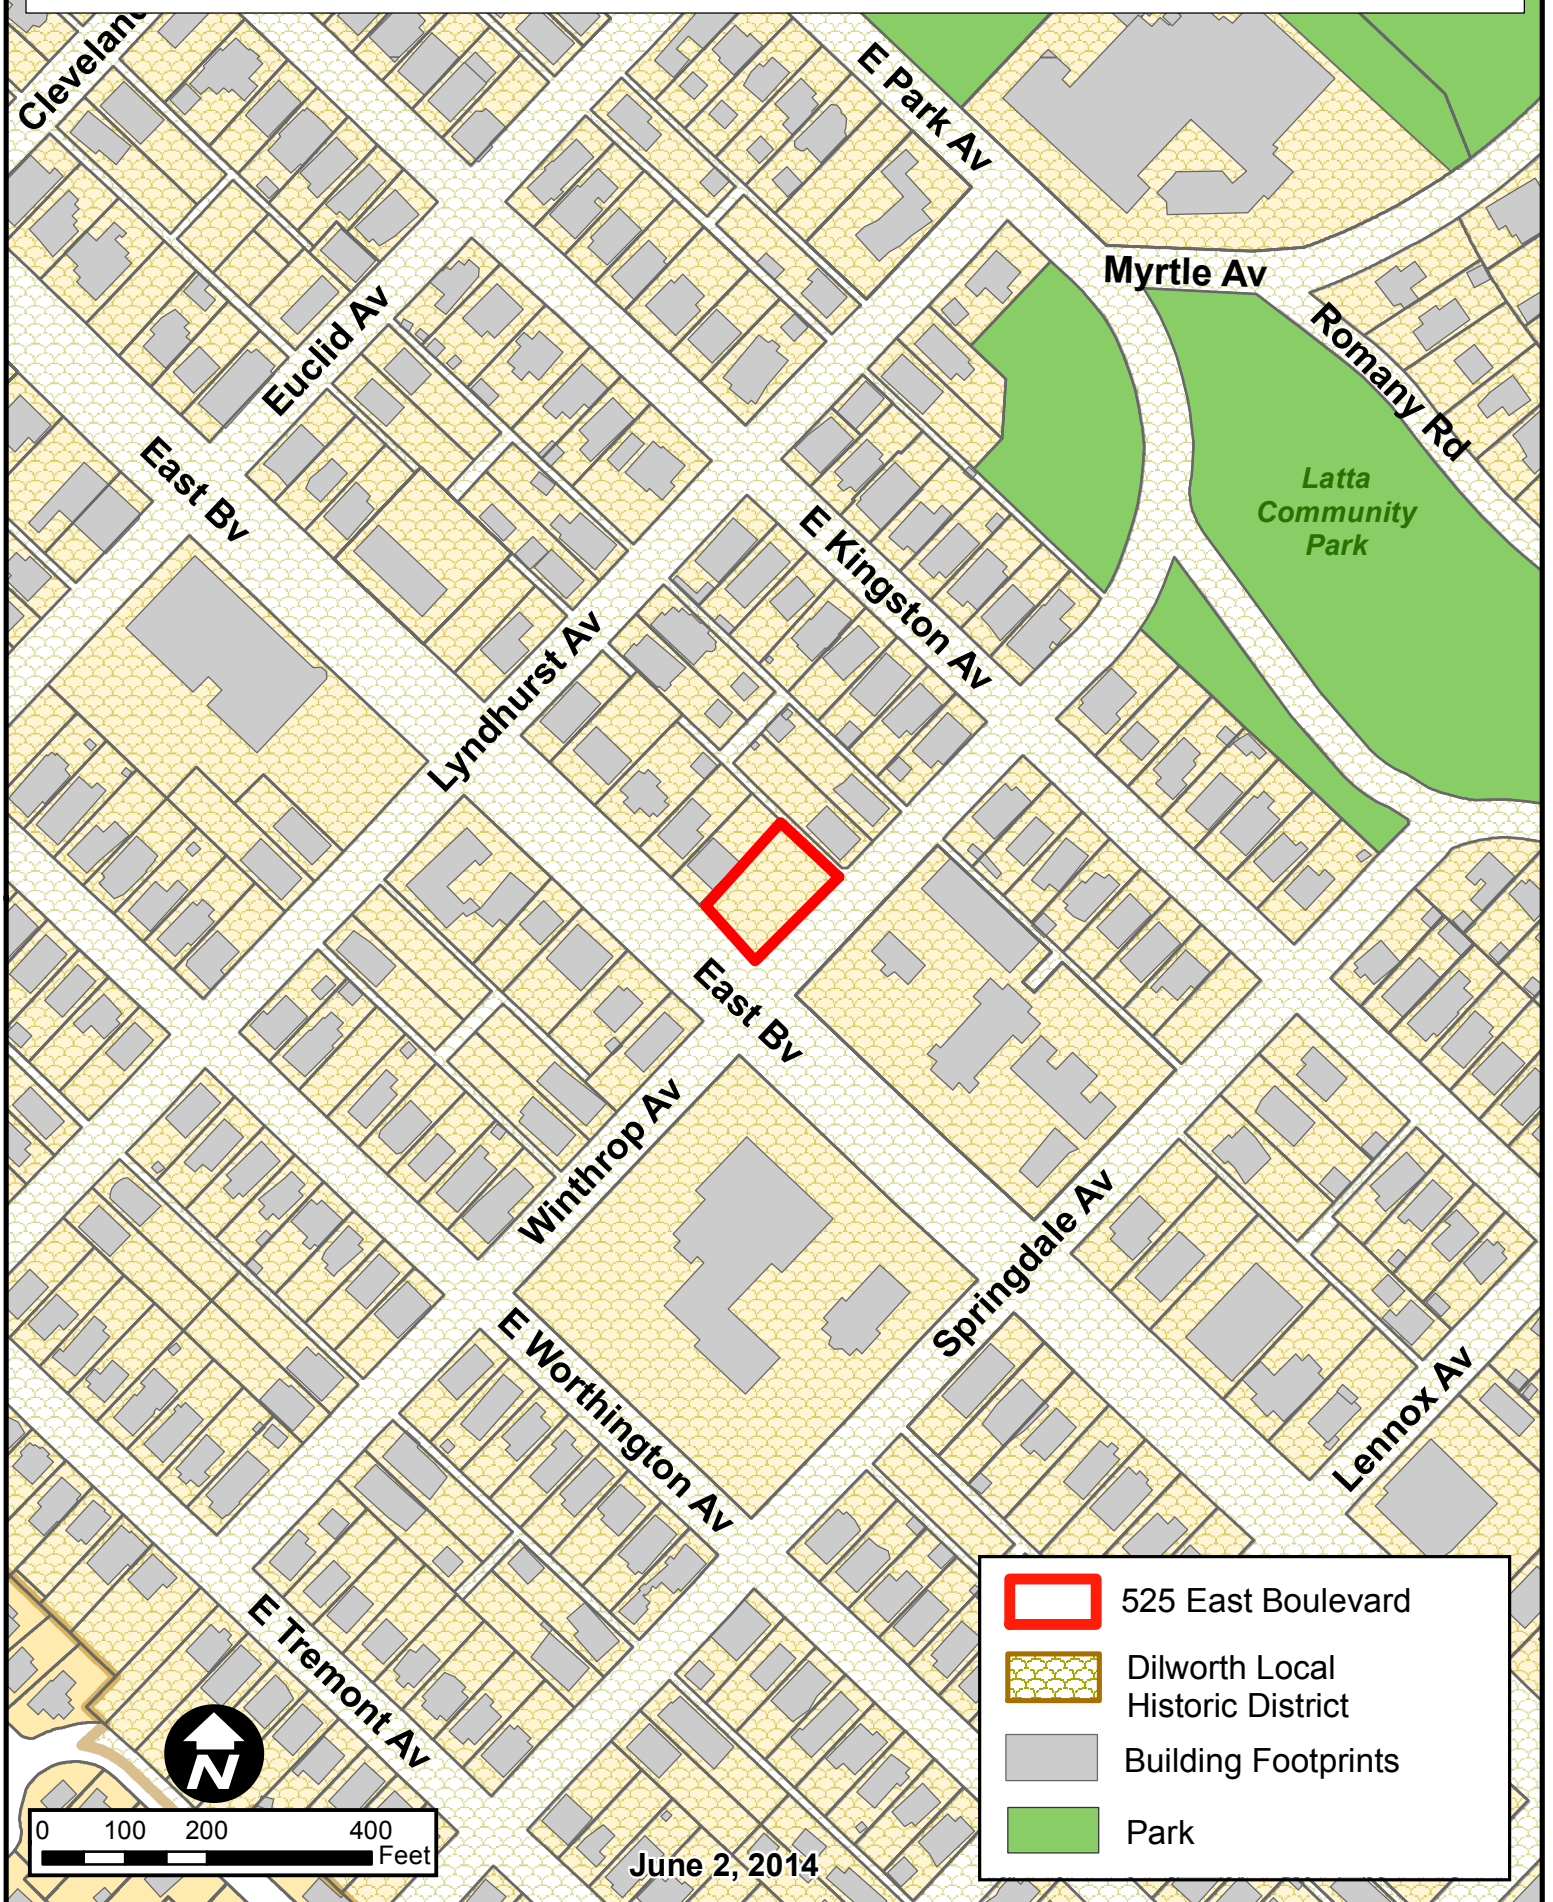 Cleveland
E Park Av
Myrtle Av
Romany Rd
Euclid Av
East Bv
Latta
Community
Park
E Kingston Av
Lyndhurst Av
East Bv
Winthrop Av
Springdale Av
E Worthington Av
Lennox Av
E Tremont Av
525 East Boulevard
Dilworth Local
Historic District
Building Footprints
Park
N
0 100 200 400
Feet
June 2, 2014